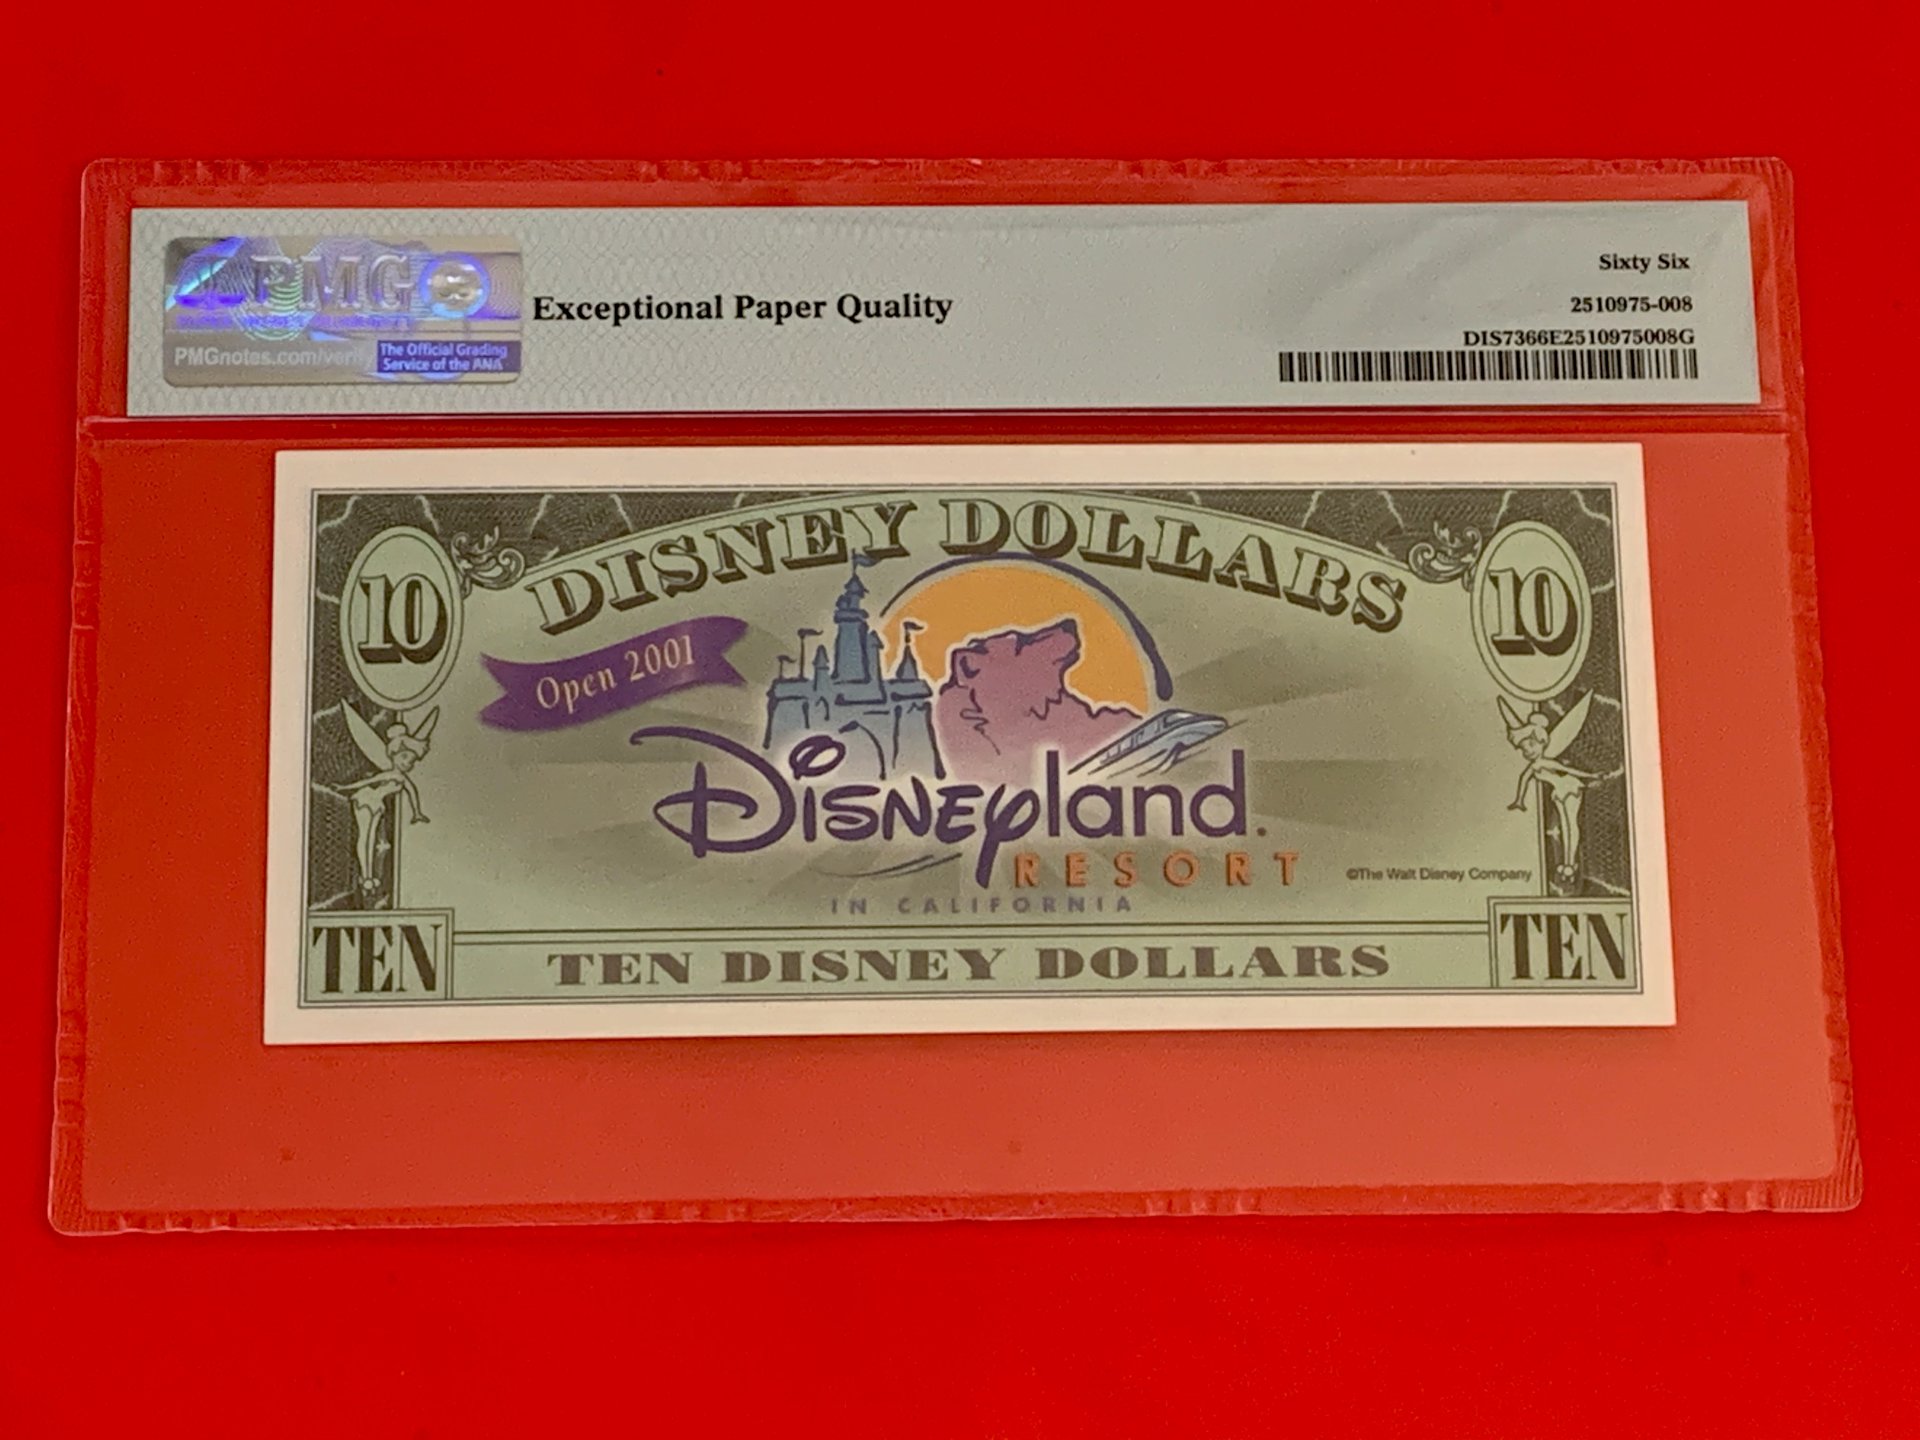 PMG
PMGnotes.com/verif
The Official Grading
Service of the ANA
Exceptional Paper Quality
Sixty Six
2510975-008
DIS7366E2510975008G
DISNEY DOLLARS
10
10
Open 2001
Disneyland
RESORT
IN CALIFORNIA
©The Walt Disney Company
TEN
TEN DISNEY DOLLARS
TEN